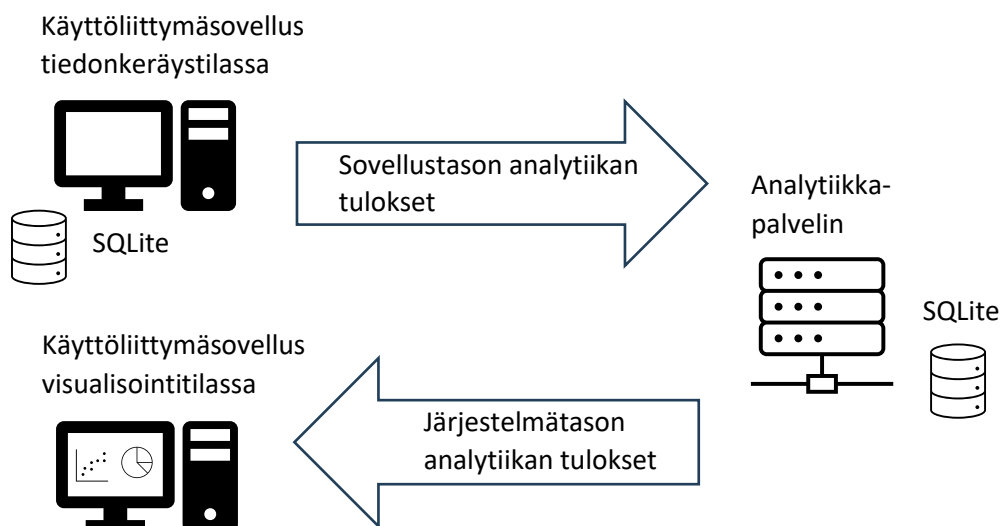 Käyttöliittymäsovellus
tiedonkeräystilassa
SQLite
Sovellustason analytiikan
tulokset
Analytiikka-
palvelin
SQLite
Käyttöliittymäsovellus
visualisointitilassa
Järjestelmätason
analytiikan tulokset